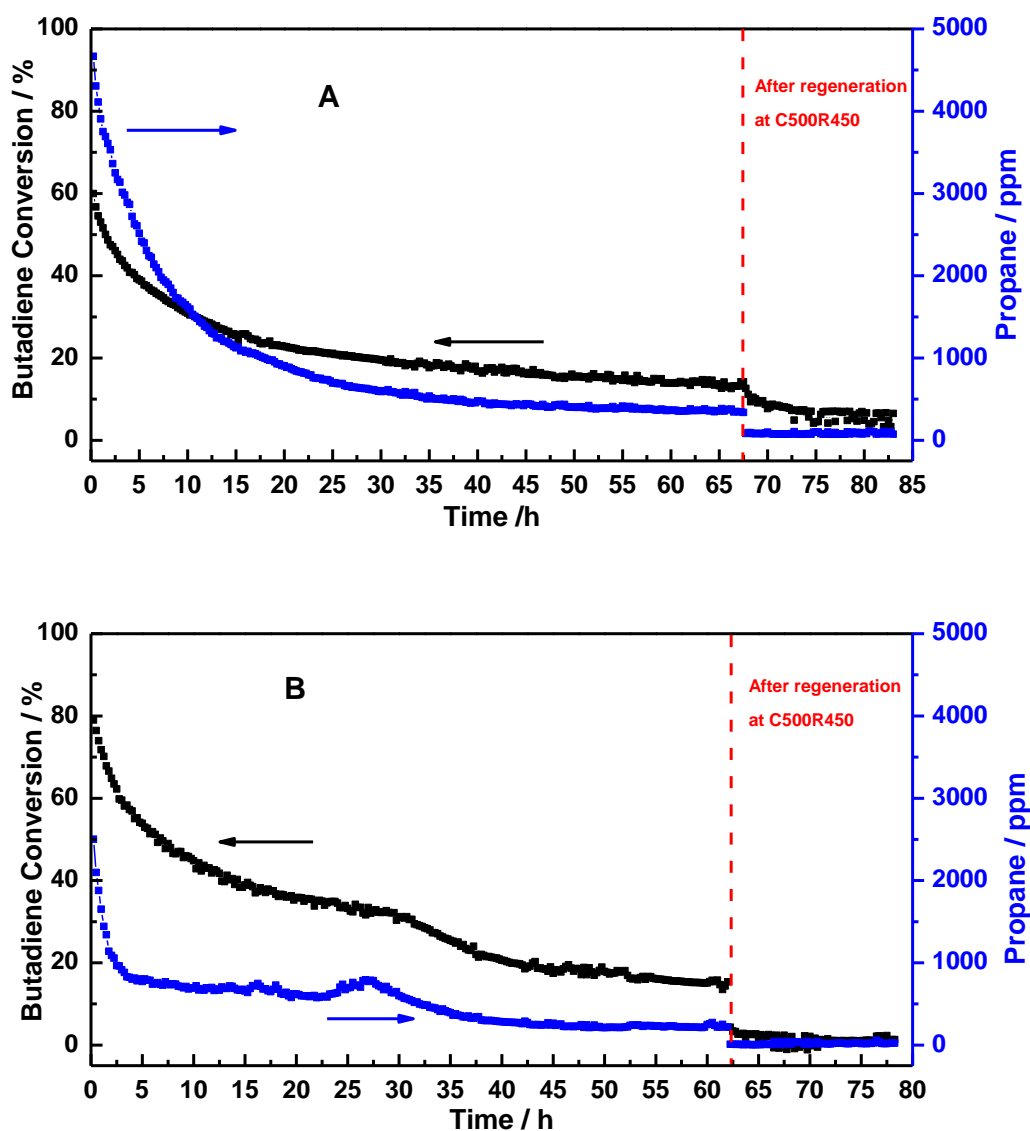 100
80
60
40
20
0
Butadiene Conversion / %
A
After regeneration
at C500R450
5000
4000
3000
2000
1000
0
Propane / ppm
0 5 10 15 20 25 30 35 40 45 50 55 60 65 70 75 80 85
Time /h
100
80
60
40
20
0
Butadiene Conversion / %
B
After regeneration
at C500R450
5000
4000
3000
2000
1000
0
Propane / ppm
0 5 10 15 20 25 30 35 40 45 50 55 60 65 70 75 80
Time / h